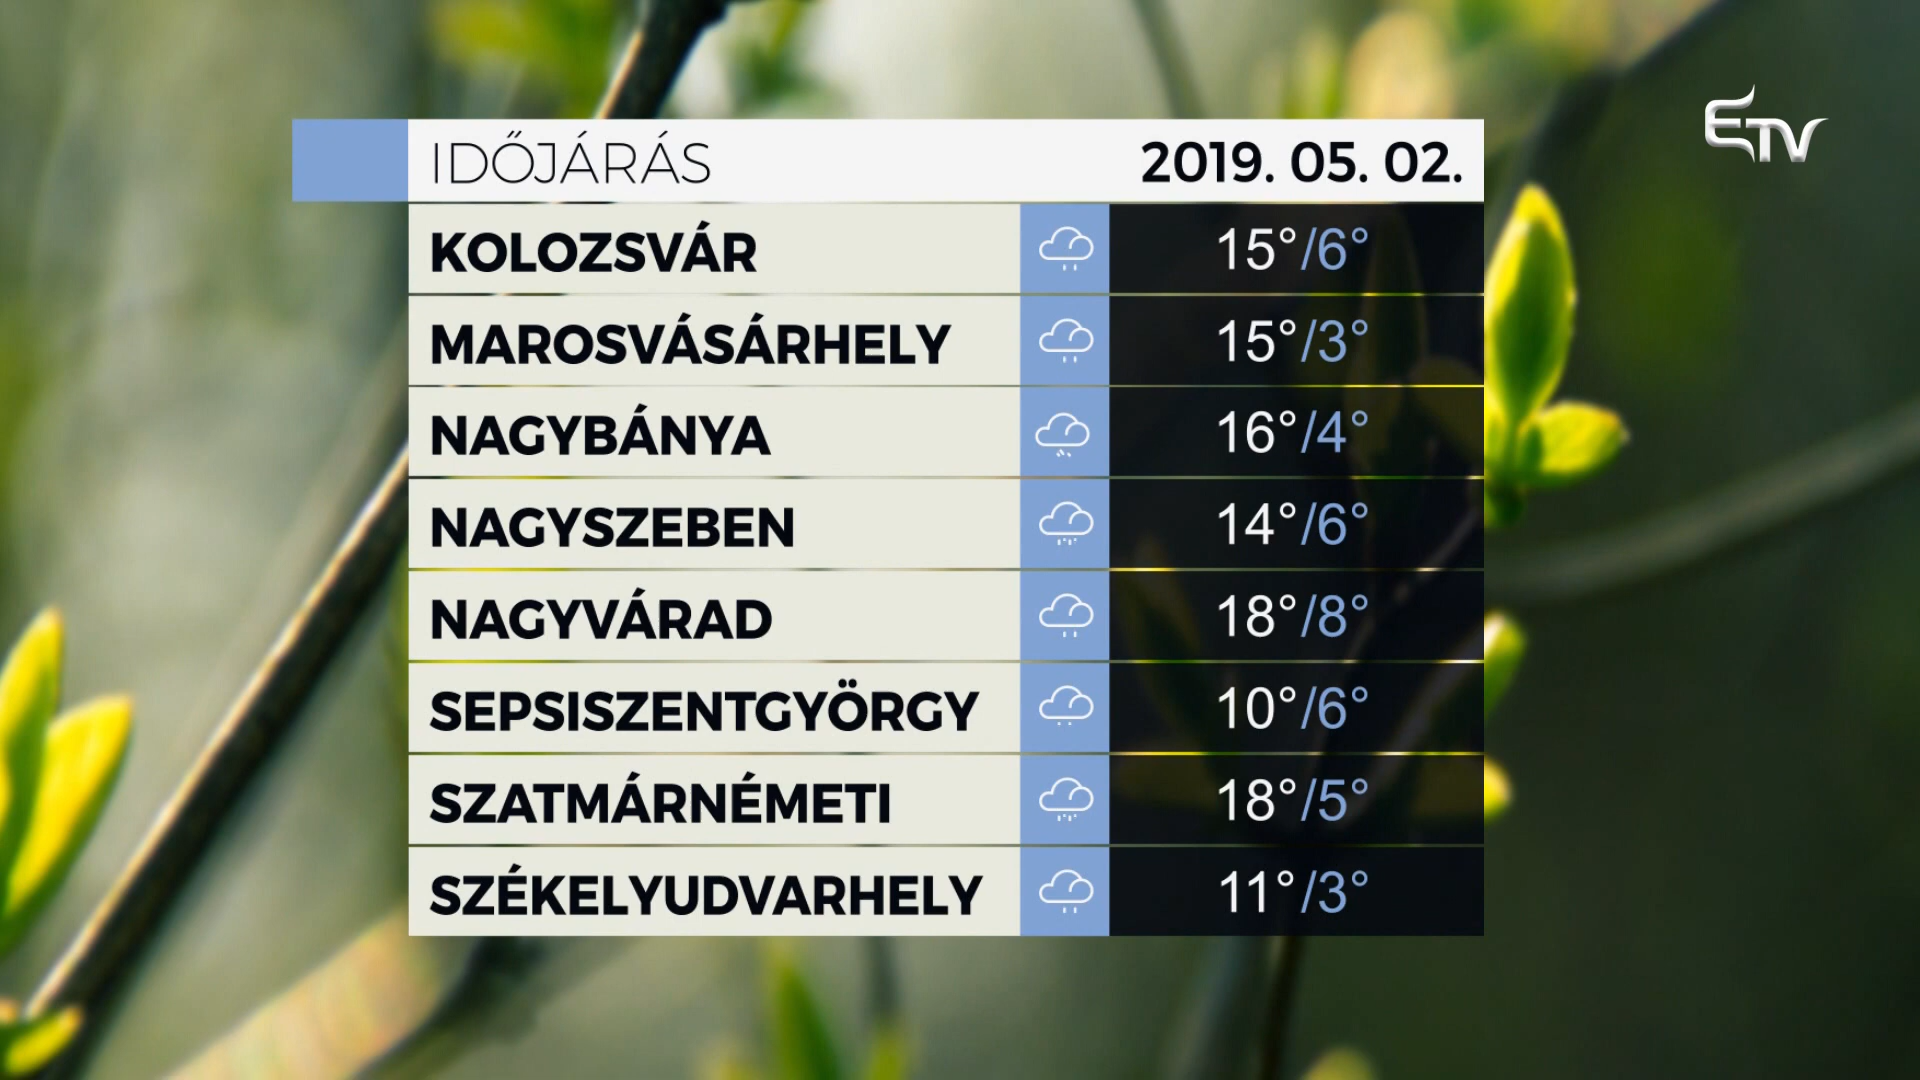 ETV
IDŐJÁRÁS 2019. 05. 02.
KOLOZSVÁR 15°/6°
MAROSVÁSÁRHELY 15°/3°
NAGYBÁNYA 16°/4°
NAGYSZEBEN 14°/6°
NAGYVÁRAD 18°/8°
SEPSISZENTGYÖRGY 10°/6°
SZATMÁRNÉMETI 18°/5°
SZÉKELYUDVARHELY 11°/3°